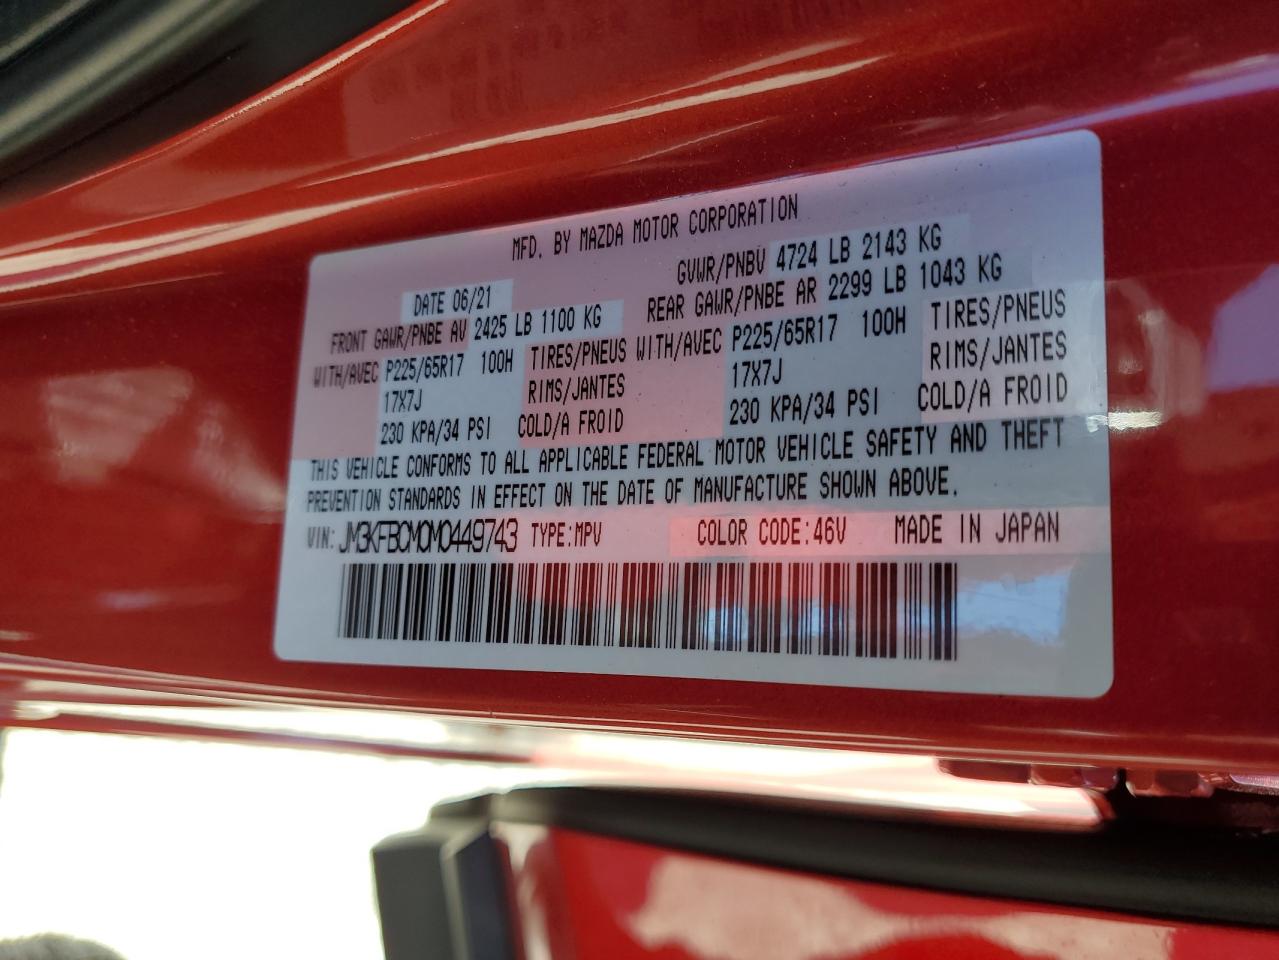 MFD. BY MAZDA MOTOR CORPORATION
DATE 06/21 GVWR/PNBV 4724 LB 2143 KG
FRONT GAWR/PNBE AV 2425 LB 1100 KG REAR GAWR/PNBE AR 2299 LB 1043 KG
WITH/AVEC P225/65R17 100H TIRES/PNEUS WITH/AVEC P225/65R17 100H TIRES/PNEUS
17X7J RIMS/JANTES 17X7J RIMS/JANTES
230 KPA/34 PSI COLD/A FROID 230 KPA/34 PSI COLD/A FROID
THIS VEHICLE CONFORMS TO ALL APPLICABLE FEDERAL MOTOR VEHICLE SAFETY AND THEFT
PREVENTION STANDARDS IN EFFECT ON THE DATE OF MANUFACTURE SHOWN ABOVE.
VIN: JM3KFBCM0M0449743 TYPE:MPV COLOR CODE:46V MADE IN JAPAN